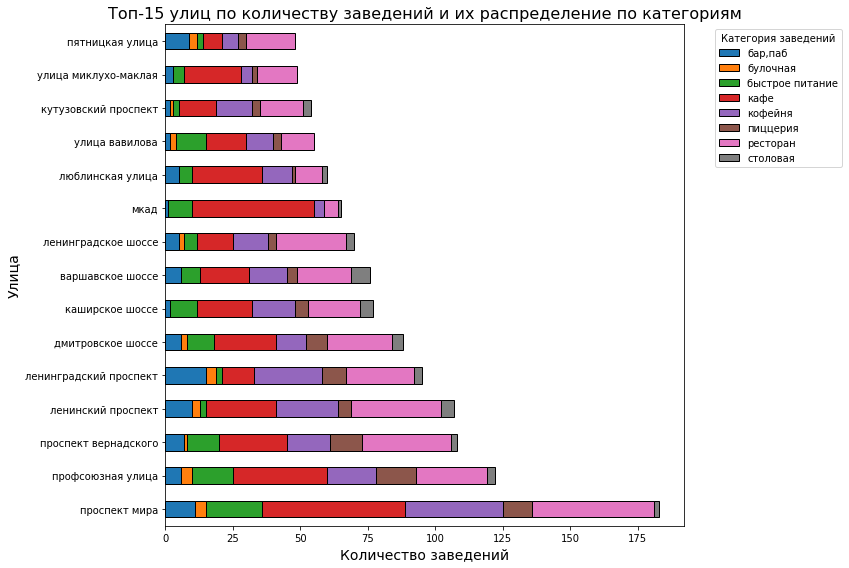 Топ-15 улиц по количеству заведений и их распределение по категориям
Категория заведений
бар,паб
булочная
быстрое питание
кафе
кофейня
пиццерия
ресторан
столовая
Улица
пятницкая улица
улица миклухо-маклая
кутузовский проспект
улица вавилова
люблинская улица
мкад
ленинградское шоссе
варшавское шоссе
каширское шоссе
дмитровское шоссе
ленинградский проспект
ленинский проспект
проспект вернадского
профсоюзная улица
проспект мира
0 25 50 75 100 125 150 175
Количество заведений